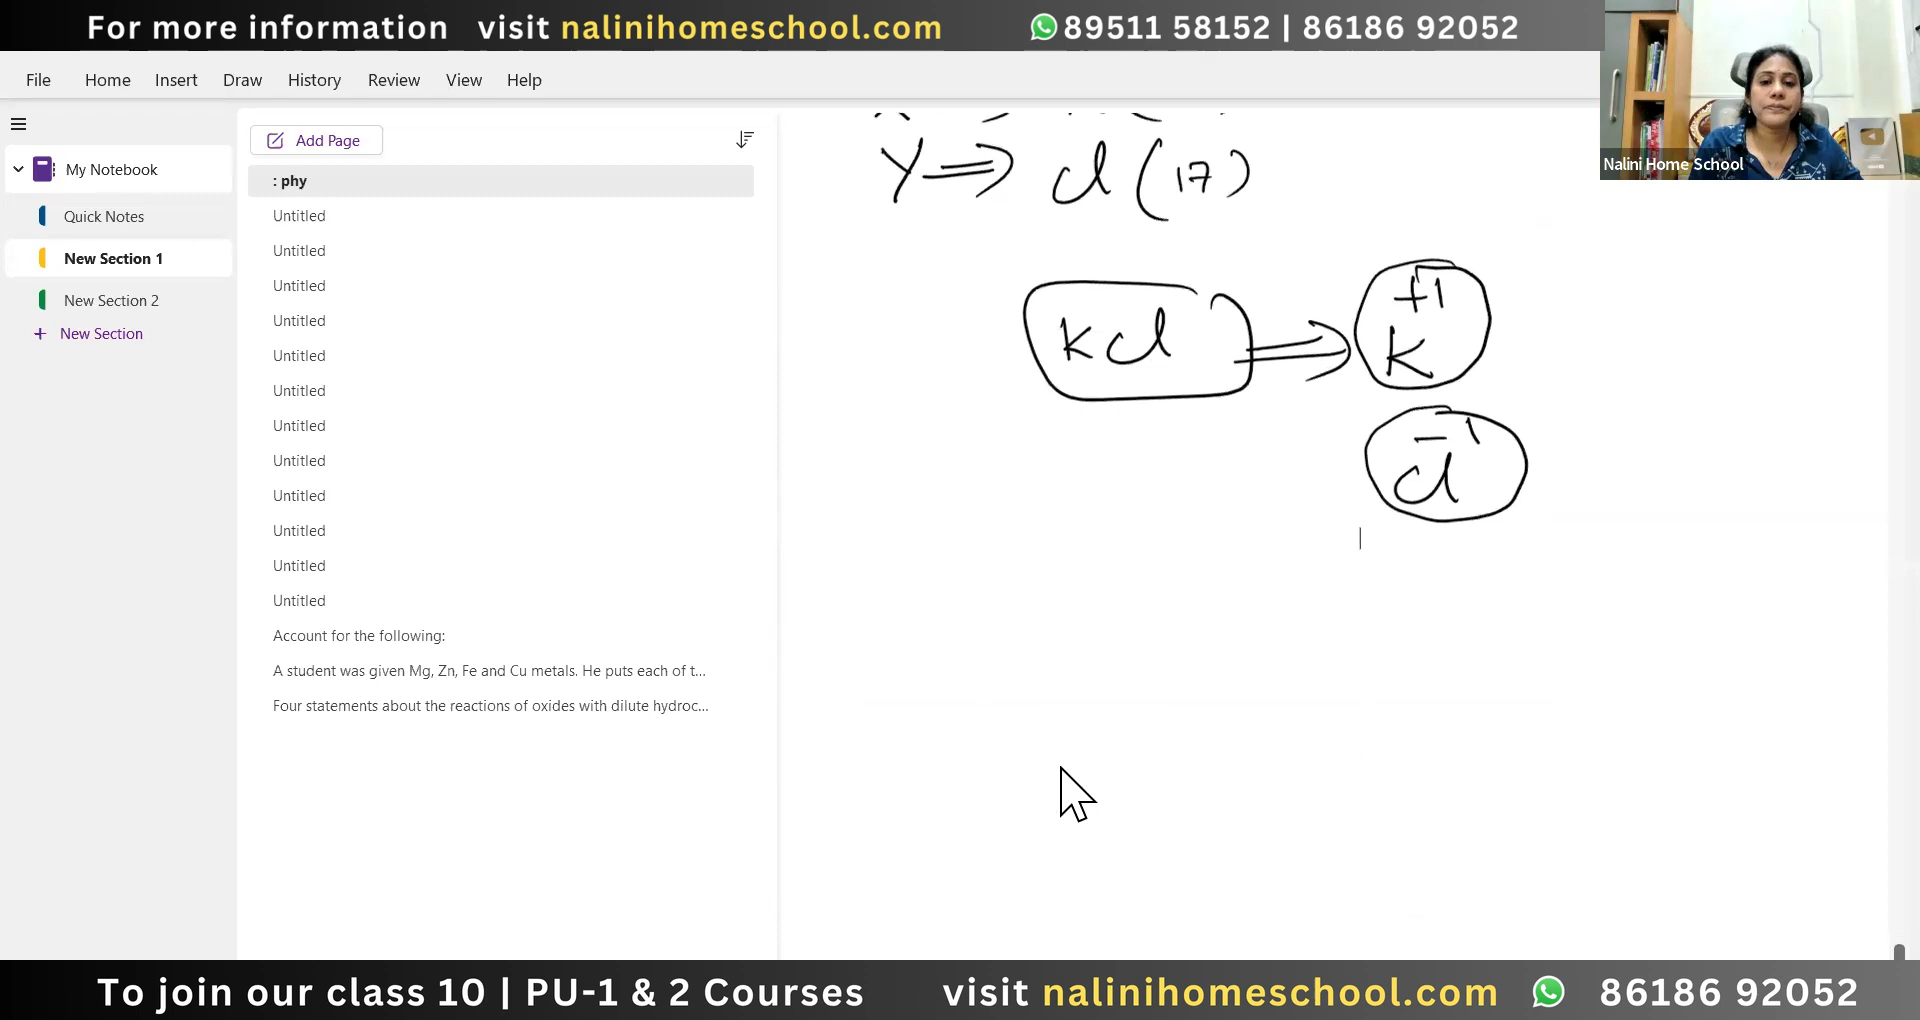 For more information visit nalinihomeschool.com 89511 58152 | 86186 92052
File Home Insert Draw History Review View Help
Nalini Home School
Add Page
My Notebook
Quick Notes
New Section 1
New Section 2
+ New Section
: phy
Untitled
Untitled
Untitled
Untitled
Untitled
Untitled
Untitled
Untitled
Untitled
Untitled
Untitled
Untitled
Account for the following:
A student was given Mg, Zn, Fe and Cu metals. He puts each of t...
Four statements about the reactions of oxides with dilute hydroc...
Y ⇒ Cl (17)
KCl ⇒ K +1
Cl -1
To join our class 10 | PU-1 & 2 Courses visit nalinihomeschool.com 86186 92052